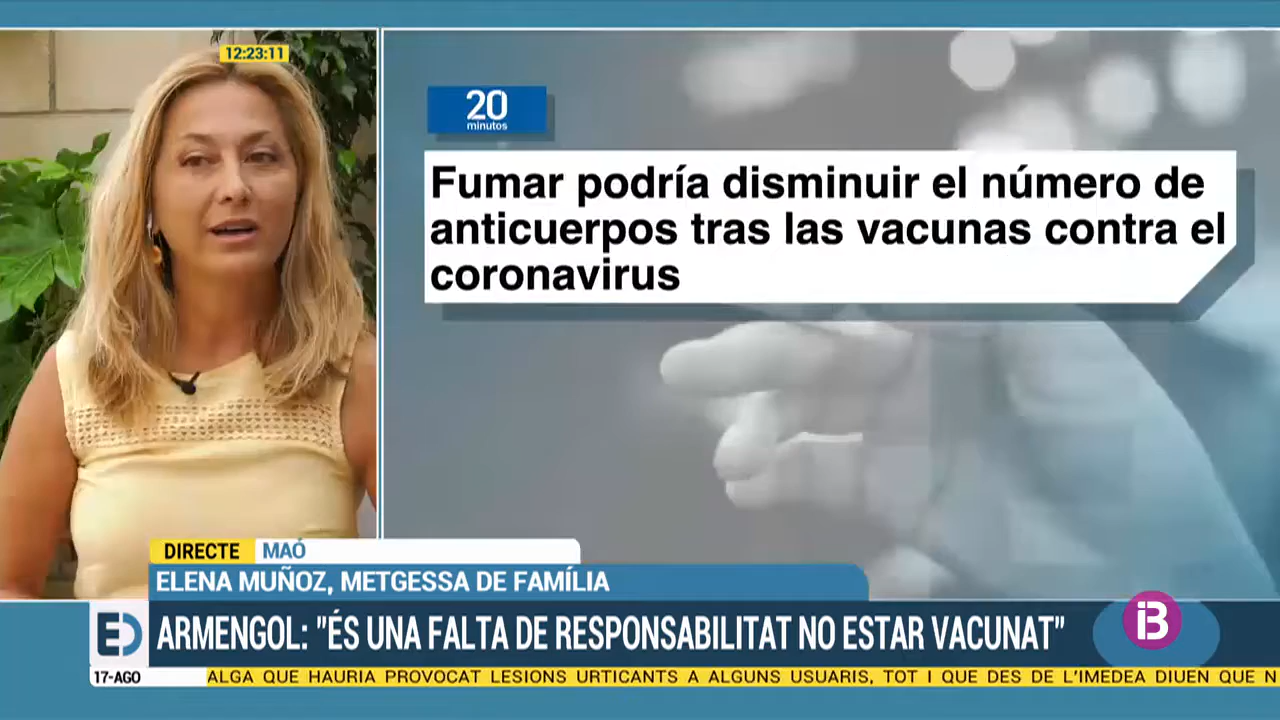 12:23:11
20
minutos
Fumar podría disminuir el número de
anticuerpos tras las vacunas contra el
coronavirus
DIRECTE MAÓ
ELENA MUÑOZ, METGESSA DE FAMÍLIA
ED ARMENGOL: "ÉS UNA FALTA DE RESPONSABILITAT NO ESTAR VACUNAT"
IB
17-AGO ALGA QUE HAURIA PROVOCAT LESIONS URTICANTS A ALGUNS USUARIS, TOT I QUE DES DE L'IMEDEA DIUEN QUE N